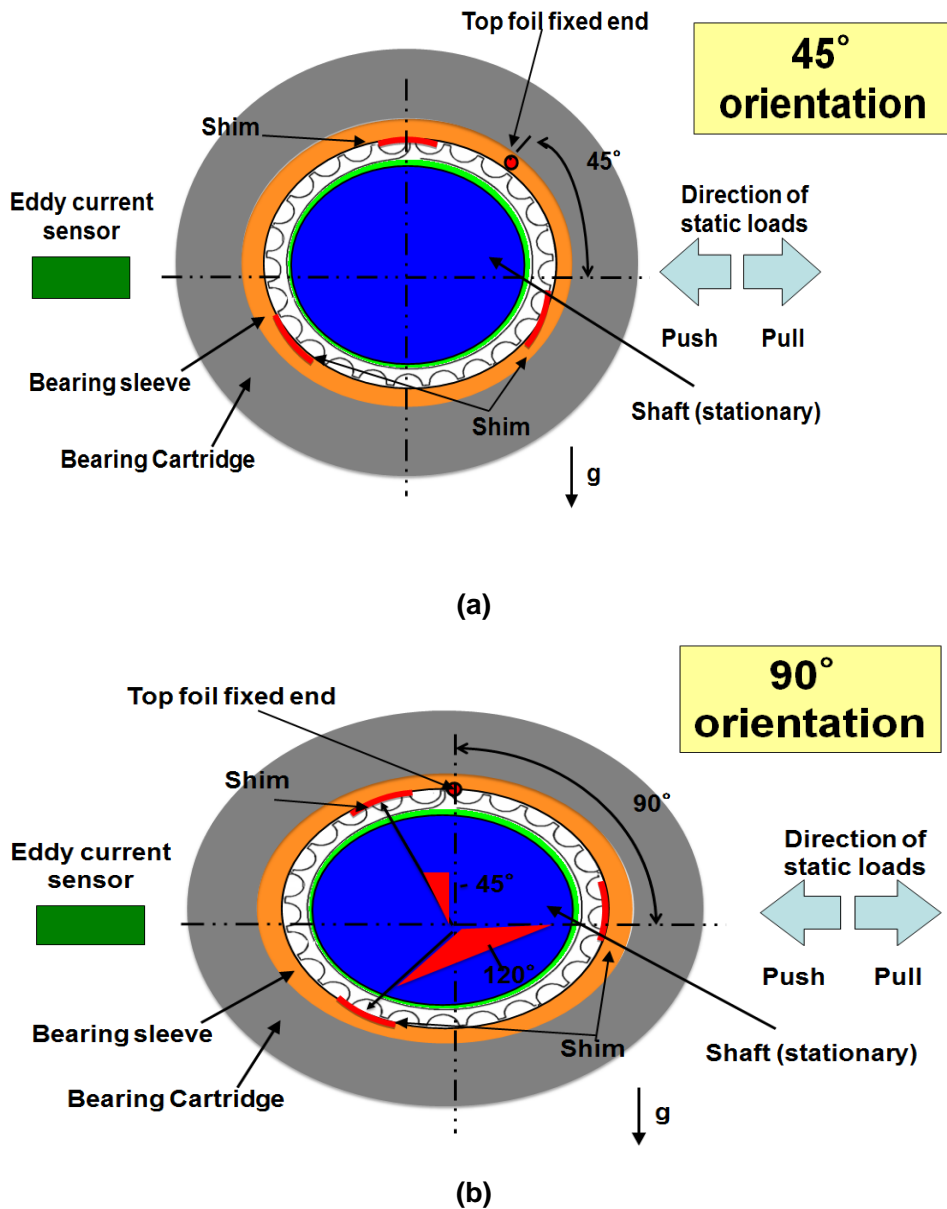 Top foil fixed end
45°
orientation
Shim
45°
Direction of
static loads
Eddy current
sensor
Push
Pull
Bearing sleeve
Shaft (stationary)
Shim
Bearing Cartridge
g
(a)
90°
orientation
Top foil fixed end
Shim
90°
Direction of
static loads
Eddy current
sensor
45°
120°
Push
Pull
Bearing sleeve
Shim
Shaft (stationary)
Bearing Cartridge
g
(b)